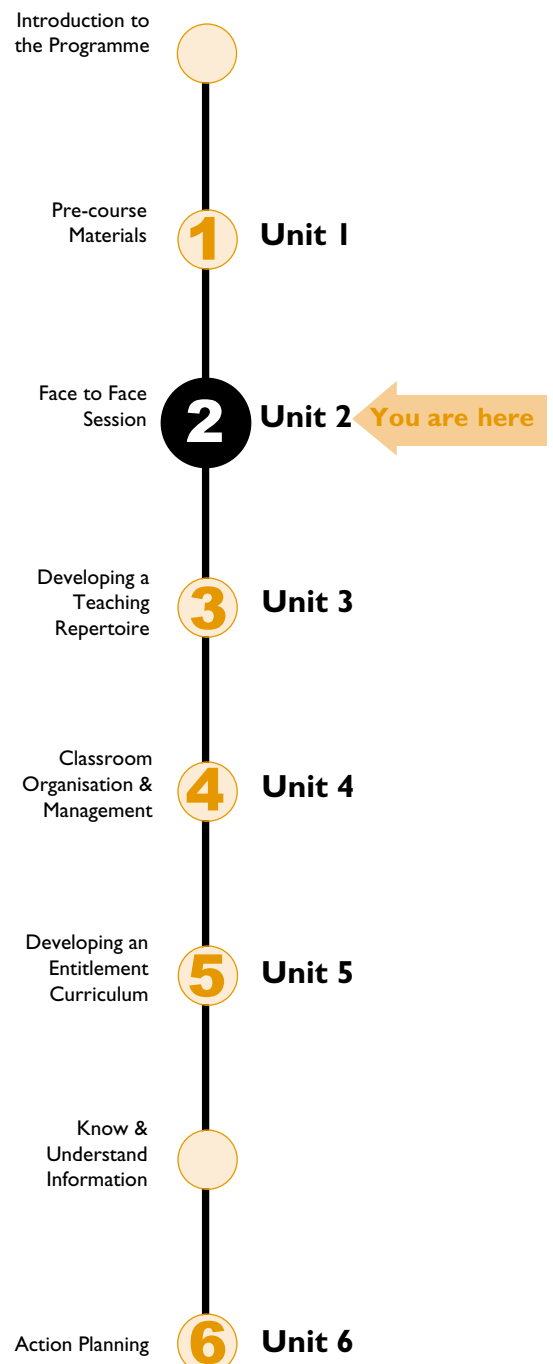 Introduction to
the Programme
Pre-course
Materials
1
Unit 1
Face to Face
Session
2
Unit 2
You are here
Developing a
Teaching
Repertoire
3
Unit 3
Classroom
Organisation &
Management
4
Unit 4
Developing an
Entitlement
Curriculum
5
Unit 5
Know &
Understand
Information
Action Planning
6
Unit 6